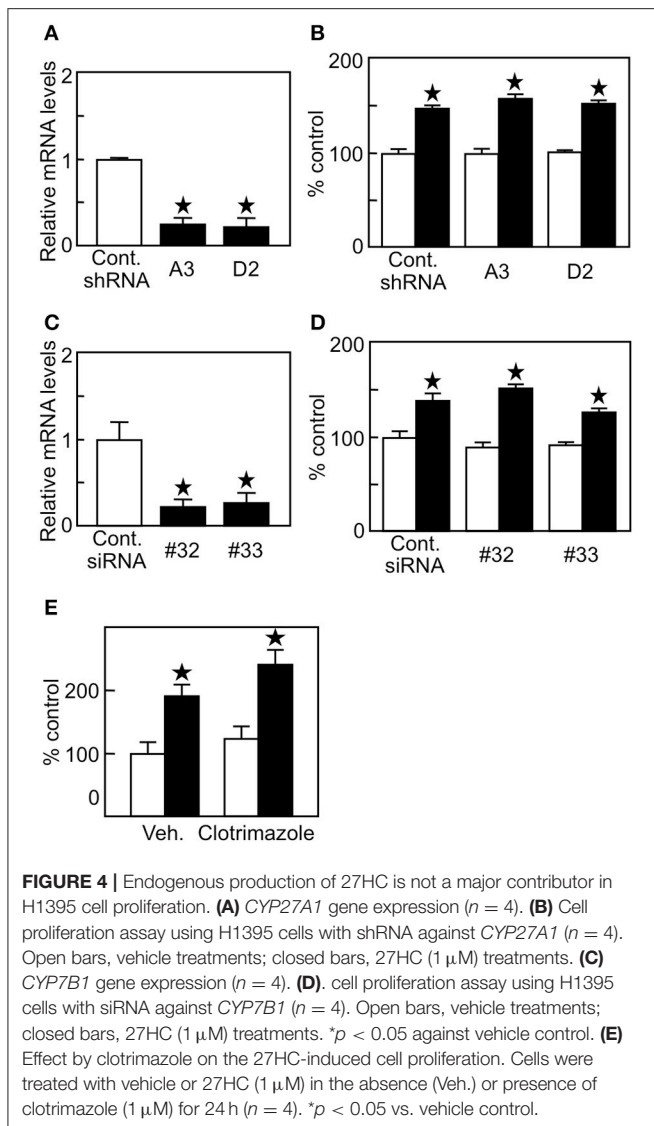 A
Relative mRNA levels
2
1
0
★ ★
Cont. shRNA A3 D2
B
% control
200
100
0
★ ★ ★
Cont. shRNA A3 D2
C
Relative mRNA levels
2
1
0
★ ★
Cont. siRNA #32 #33
D
% control
200
100
0
★ ★ ★
Cont. siRNA #32 #33
E
% control
200
100
0
★ ★
Veh. Clotrimazole
FIGURE 4 | Endogenous production of 27HC is not a major contributor in
H1395 cell proliferation. (A) CYP27A1 gene expression (n = 4). (B) Cell
proliferation assay using H1395 cells with shRNA against CYP27A1 (n = 4).
Open bars, vehicle treatments; closed bars, 27HC (1 μM) treatments. (C)
CYP7B1 gene expression (n = 4). (D). cell proliferation assay using H1395
cells with siRNA against CYP7B1 (n = 4). Open bars, vehicle treatments;
closed bars, 27HC (1 μM) treatments. *p < 0.05 against vehicle control. (E)
Effect by clotrimazole on the 27HC-induced cell proliferation. Cells were
treated with vehicle or 27HC (1 μM) in the absence (Veh.) or presence of
clotrimazole (1 μM) for 24 h (n = 4). *p < 0.05 vs. vehicle control.